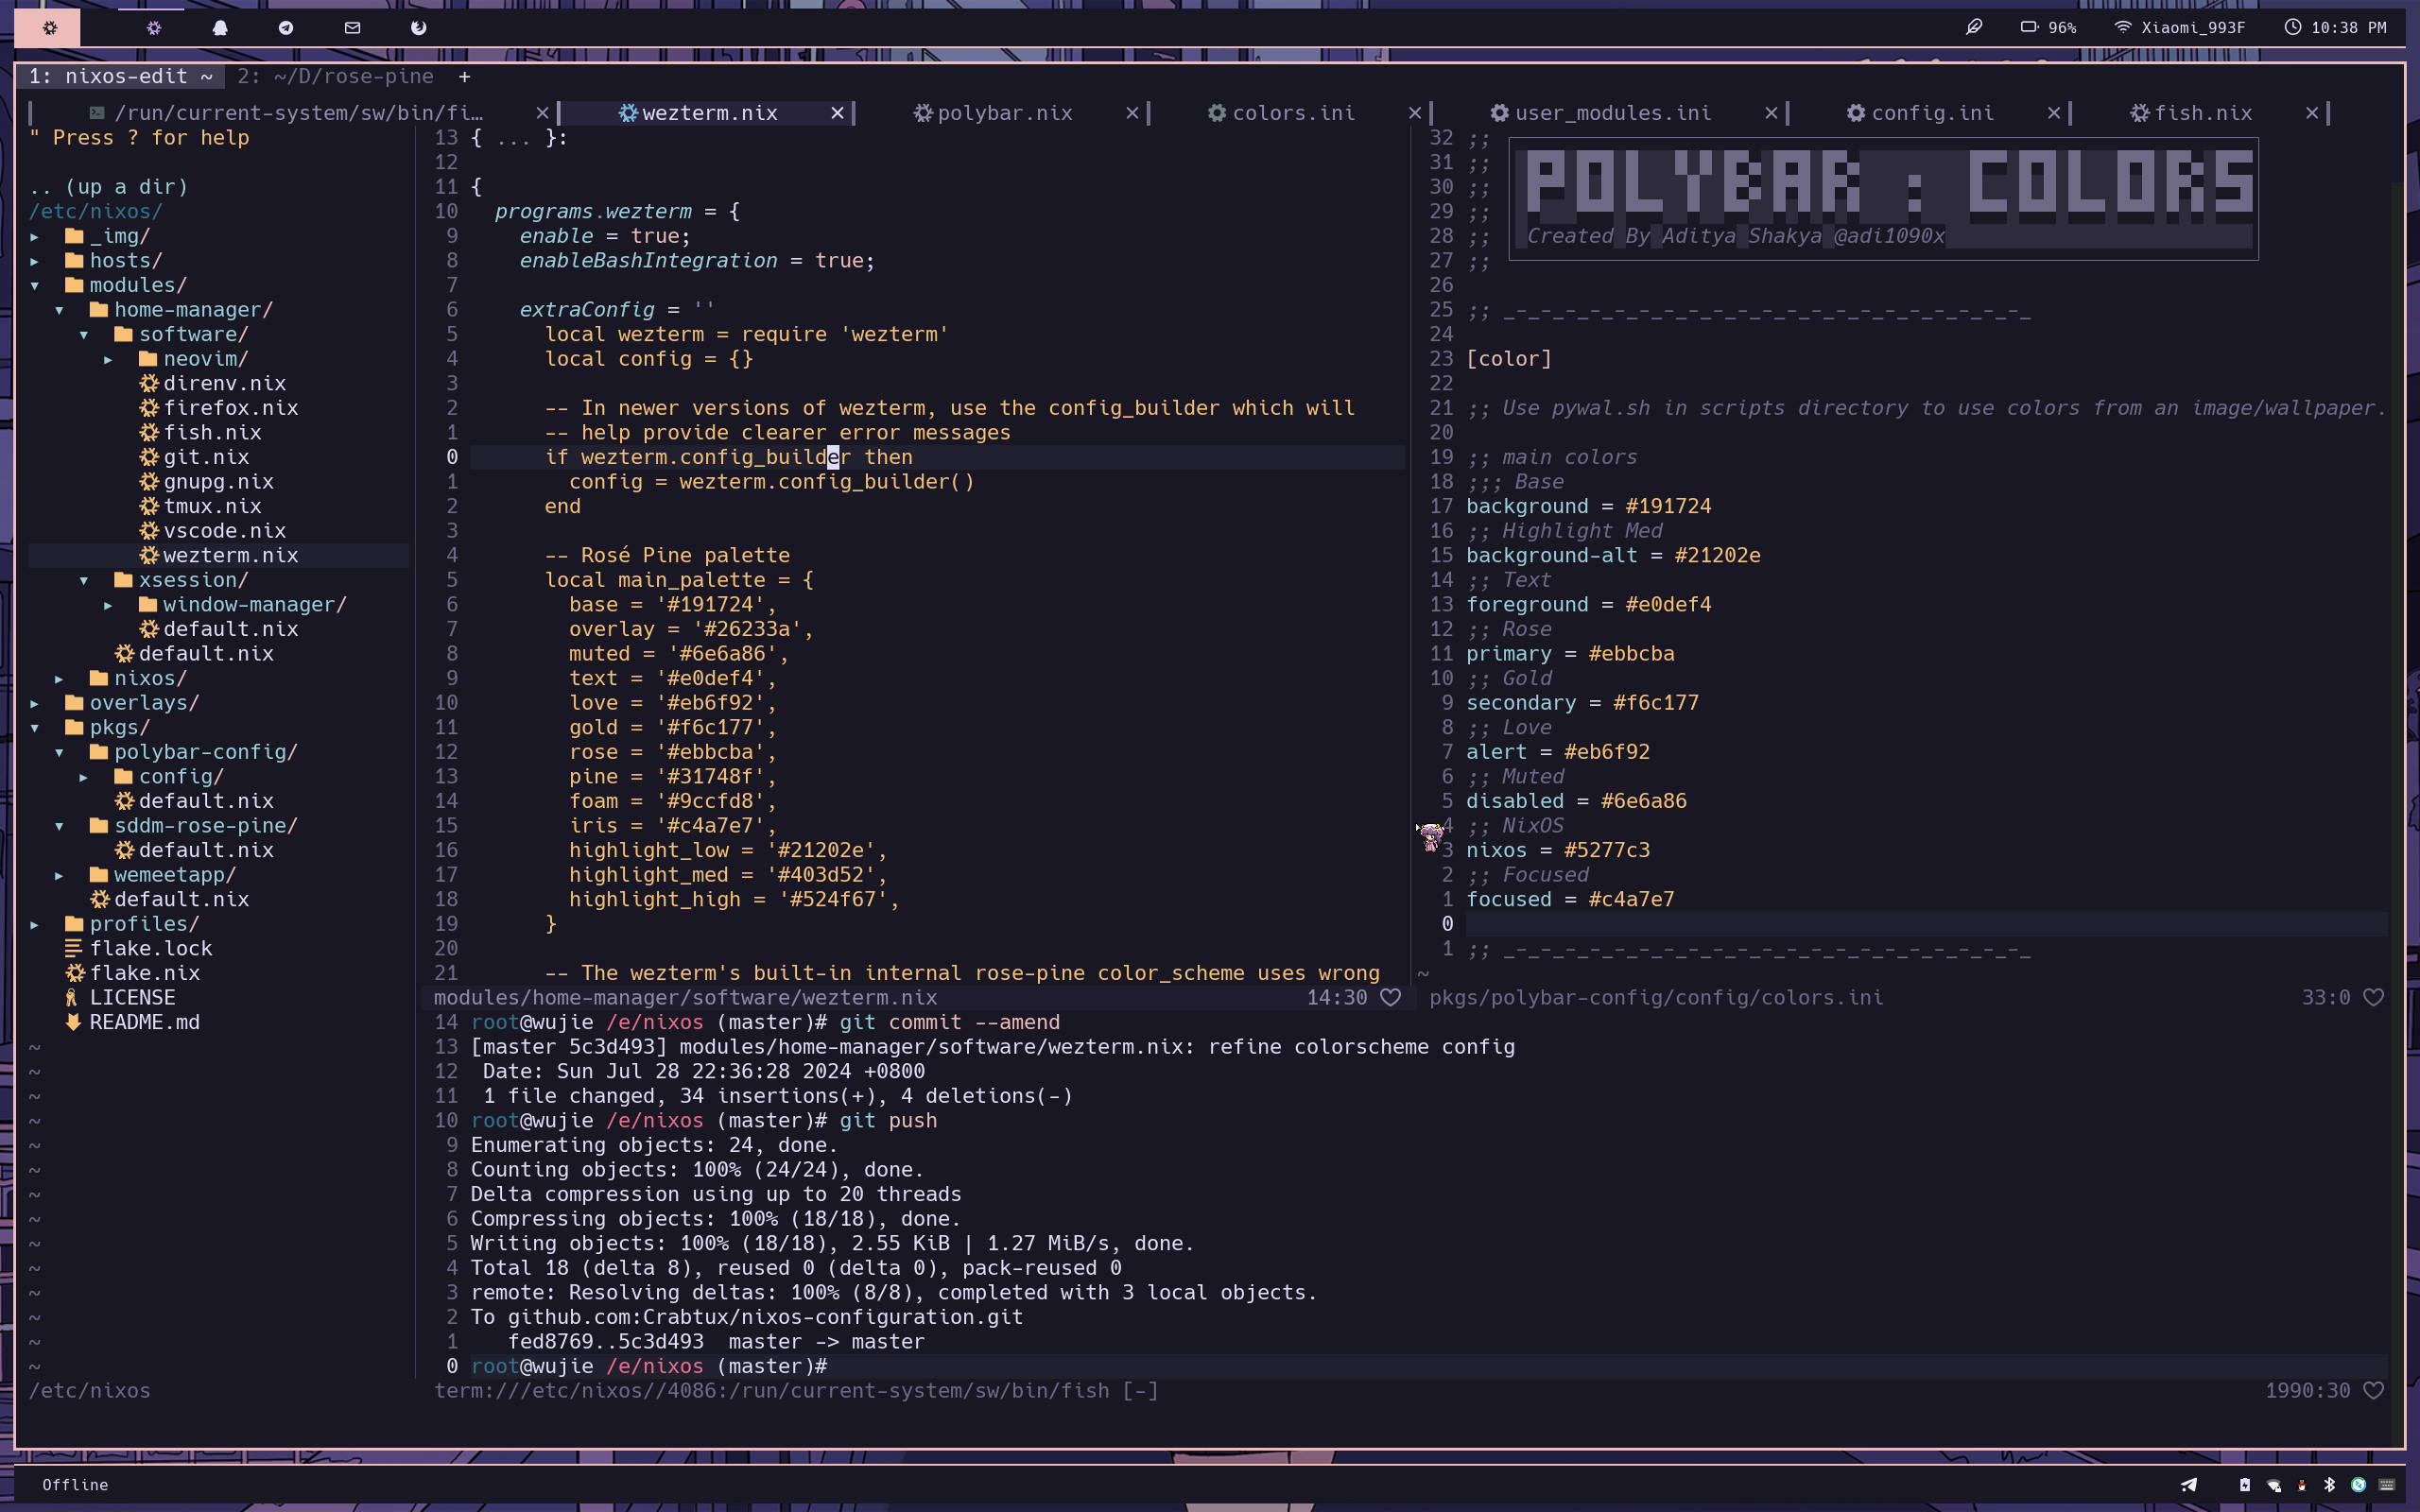 96% Xiaomi_993F 10:38 PM
1: nixos-edit ~ 2: ~/D/rose-pine +
/run/current-system/sw/bin/fi… × wezterm.nix × polybar.nix × colors.ini × user_modules.ini × config.ini × fish.nix ×
" Press ? for help
.. (up a dir)
/etc/nixos/
▸ _img/
▸ hosts/
▾ modules/
▾ home-manager/
▾ software/
▸ neovim/
direnv.nix
firefox.nix
fish.nix
git.nix
gnupg.nix
tmux.nix
vscode.nix
wezterm.nix
▾ xsession/
▸ window-manager/
default.nix
default.nix
▸ nixos/
▸ overlays/
▾ pkgs/
▾ polybar-config/
▸ config/
default.nix
▾ sddm-rose-pine/
default.nix
▸ wemeetapp/
default.nix
▸ profiles/
flake.lock
flake.nix
LICENSE
README.md
~
~
~
~
~
~
~
~
~
~
~
~
~
~
/etc/nixos
13 { ... }:
12
11 {
10 programs.wezterm = {
9 enable = true;
8 enableBashIntegration = true;
7
6 extraConfig = ''
5 local wezterm = require 'wezterm'
4 local config = {}
3
2 -- In newer versions of wezterm, use the config_builder which will
1 -- help provide clearer error messages
0 if wezterm.config_builder then
1 config = wezterm.config_builder()
2 end
3
4 -- Rosé Pine palette
5 local main_palette = {
6 base = '#191724',
7 overlay = '#26233a',
8 muted = '#6e6a86',
9 text = '#e0def4',
10 love = '#eb6f92',
11 gold = '#f6c177',
12 rose = '#ebbcba',
13 pine = '#31748f',
14 foam = '#9ccfd8',
15 iris = '#c4a7e7',
16 highlight_low = '#21202e',
17 highlight_med = '#403d52',
18 highlight_high = '#524f67',
19 }
20
21 -- The wezterm's built-in internal rose-pine color_scheme uses wrong
modules/home-manager/software/wezterm.nix 14:30 ♡
32 ;;
31 ;; POLYBAR : COLORS
30 ;;
29 ;;
28 ;; Created By Aditya Shakya @adi1090x
27 ;;
26
25 ;; _-_-_-_-_-_-_-_-_-_-_-_-_-_-_-_-_-_-_-_-_-_
24
23 [color]
22
21 ;; Use pywal.sh in scripts directory to use colors from an image/wallpaper.
20
19 ;; main colors
18 ;;; Base
17 background = #191724
16 ;; Highlight Med
15 background-alt = #21202e
14 ;; Text
13 foreground = #e0def4
12 ;; Rose
11 primary = #ebbcba
10 ;; Gold
9 secondary = #f6c177
8 ;; Love
7 alert = #eb6f92
6 ;; Muted
5 disabled = #6e6a86
4 ;; NixOS
3 nixos = #5277c3
2 ;; Focused
1 focused = #c4a7e7
0
1 ;; _-_-_-_-_-_-_-_-_-_-_-_-_-_-_-_-_-_-_-_-_-_
~
pkgs/polybar-config/config/colors.ini 33:0 ♡
14 root@wujie /e/nixos (master)# git commit --amend
13 [master 5c3d493] modules/home-manager/software/wezterm.nix: refine colorscheme config
12 Date: Sun Jul 28 22:36:28 2024 +0800
11 1 file changed, 34 insertions(+), 4 deletions(-)
10 root@wujie /e/nixos (master)# git push
9 Enumerating objects: 24, done.
8 Counting objects: 100% (24/24), done.
7 Delta compression using up to 20 threads
6 Compressing objects: 100% (18/18), done.
5 Writing objects: 100% (18/18), 2.55 KiB | 1.27 MiB/s, done.
4 Total 18 (delta 8), reused 0 (delta 0), pack-reused 0
3 remote: Resolving deltas: 100% (8/8), completed with 3 local objects.
2 To github.com:Crabtux/nixos-configuration.git
1 fed8769..5c3d493 master -> master
0 root@wujie /e/nixos (master)#
term:///etc/nixos//4086:/run/current-system/sw/bin/fish [-] 1990:30 ♡
Offline